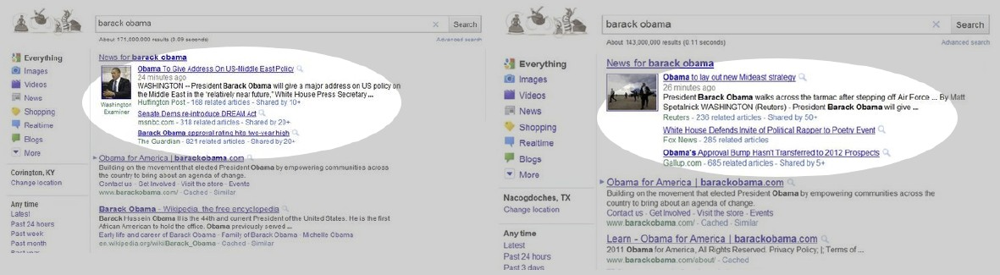 barack obama
Search
About 171,000,000 results (0.09 seconds)
Advanced search
Everything
Images
Videos
News
Shopping
Realtime
Blogs
More
Covington, KY
Change location
Any time
Latest
Past 24 hours
Past week
Past month
Past year
News for barack obama
Obama To Give Address On US-Middle East Policy
24 minutes ago
WASHINGTON -- President Barack Obama will give a major address on US policy on
the Middle East in the "relatively near future," White House Press Secretary ...
Huffington Post - 168 related articles - Shared by 10+
Washington
Examiner
Senate Dems re-introduce DREAM Act
msnbc.com - 318 related articles - Shared by 20+
Barack Obama approval rating hits two-year high
The Guardian - 821 related articles - Shared by 20+
Obama for America | barackobama.com
Building on the movement that elected President Obama by empowering communities across
the country to bring about an agenda of change.
Contact us - Get Involved - Visit the store - Events
www.barackobama.com/ - Cached - Similar
Barack Obama - Wikipedia, the free encyclopedia
Barack Hussein Obama II is the 44th and current President of the United States. He is the first
African American to hold the office. Obama previously served ...
Early life and career of Barack Obama - Family of Barack Obama - Michelle Obama
en.wikipedia.org/wiki/Barack_Obama - Cached - Similar
barack obama
Search
About 143,000,000 results (0.11 seconds)
Advanced search
Everything
Images
Videos
News
Shopping
Realtime
Blogs
More
Nacogdoches, TX
Change location
Any time
Latest
Past 24 hours
Past 3 days
News for barack obama
Obama to lay out new Mideast strategy
26 minutes ago
President Barack Obama walks across the tarmac after stepping off Air Force ... By Matt
Spetalnick WASHINGTON (Reuters) - President Barack Obama will give ...
Reuters - 236 related articles - Shared by 50+
White House Defends Invite of Political Rapper to Poetry Event
Fox News - 285 related articles
Obama's Approval Bump Hasn't Transferred to 2012 Prospects
Gallup.com - 685 related articles - Shared by 5+
Obama for America | barackobama.com
Building on the movement that elected President Obama by empowering communities across the
country to bring about an agenda of change.
Contact us - Get Involved - Visit the store - Events
www.barackobama.com/ - Cached - Similar
Learn - Obama for America | barackobama.com
2011 Obama for America, All Rights Reserved. Privacy Policy; |; Terms of ...
www.barackobama.com/about/ - Cached